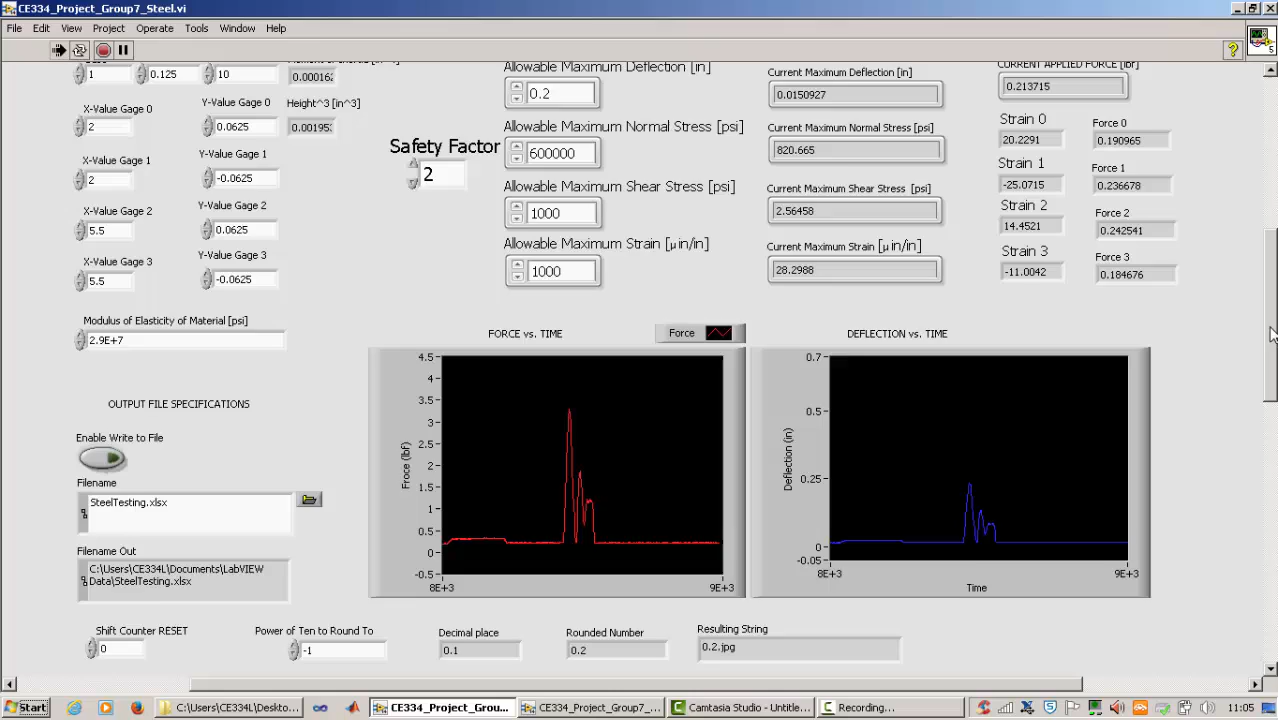 CE334_Project_Group7_Steel.vi
File Edit View Project Operate Tools Window Help
1 0.125 10 0.00016
Height^3 [in^3]
0.00195
X-Value Gage 0 Y-Value Gage 0
2 0.0625
X-Value Gage 1 Y-Value Gage 1
2 -0.0625
X-Value Gage 2 Y-Value Gage 2
5.5 0.0625
X-Value Gage 3 Y-Value Gage 3
5.5 -0.0625
Modulus of Elasticity of Material [psi]
2.9E+7
Safety Factor
2
Allowable Maximum Deflection [in]
0.2
Allowable Maximum Normal Stress [psi]
600000
Allowable Maximum Shear Stress [psi]
1000
Allowable Maximum Strain [µ in/in]
1000
Current Maximum Deflection [in]
0.0150927
Current Maximum Normal Stress [psi]
820.665
Current Maximum Shear Stress [psi]
2.56458
Current Maximum Strain [µ in/in]
28.2988
CURRENT APPLIED FORCE [lbf]
0.213715
Strain 0 Force 0
20.2291 0.190965
Strain 1 Force 1
-25.0715 0.236678
Strain 2 Force 2
14.4521 0.242541
Strain 3 Force 3
-11.0042 0.184676
OUTPUT FILE SPECIFICATIONS
Enable Write to File
Filename
SteelTesting.xlsx
Filename Out
C:\Users\CE334L\Documents\LabVIEW
Data\SteelTesting.xlsx
FORCE vs. TIME Force
Froce (lbf)
4.5
4
3.5
3
2.5
2
1.5
1
0.5
0
-0.5
8E+3 9E+3
DEFLECTION vs. TIME
Deflection (in)
0.7
0.5
0.25
0
-0.05
8E+3 9E+3
Time
Shift Counter RESET
0
Power of Ten to Round To
-1
Decimal place
0.1
Rounded Number
0.2
Resulting String
0.2.jpg
Start C:\Users\CE334L\Deskto... CE334_Project_Grou... CE334_Project_Group7_... Camtasia Studio - Untitle... Recording... 11:05